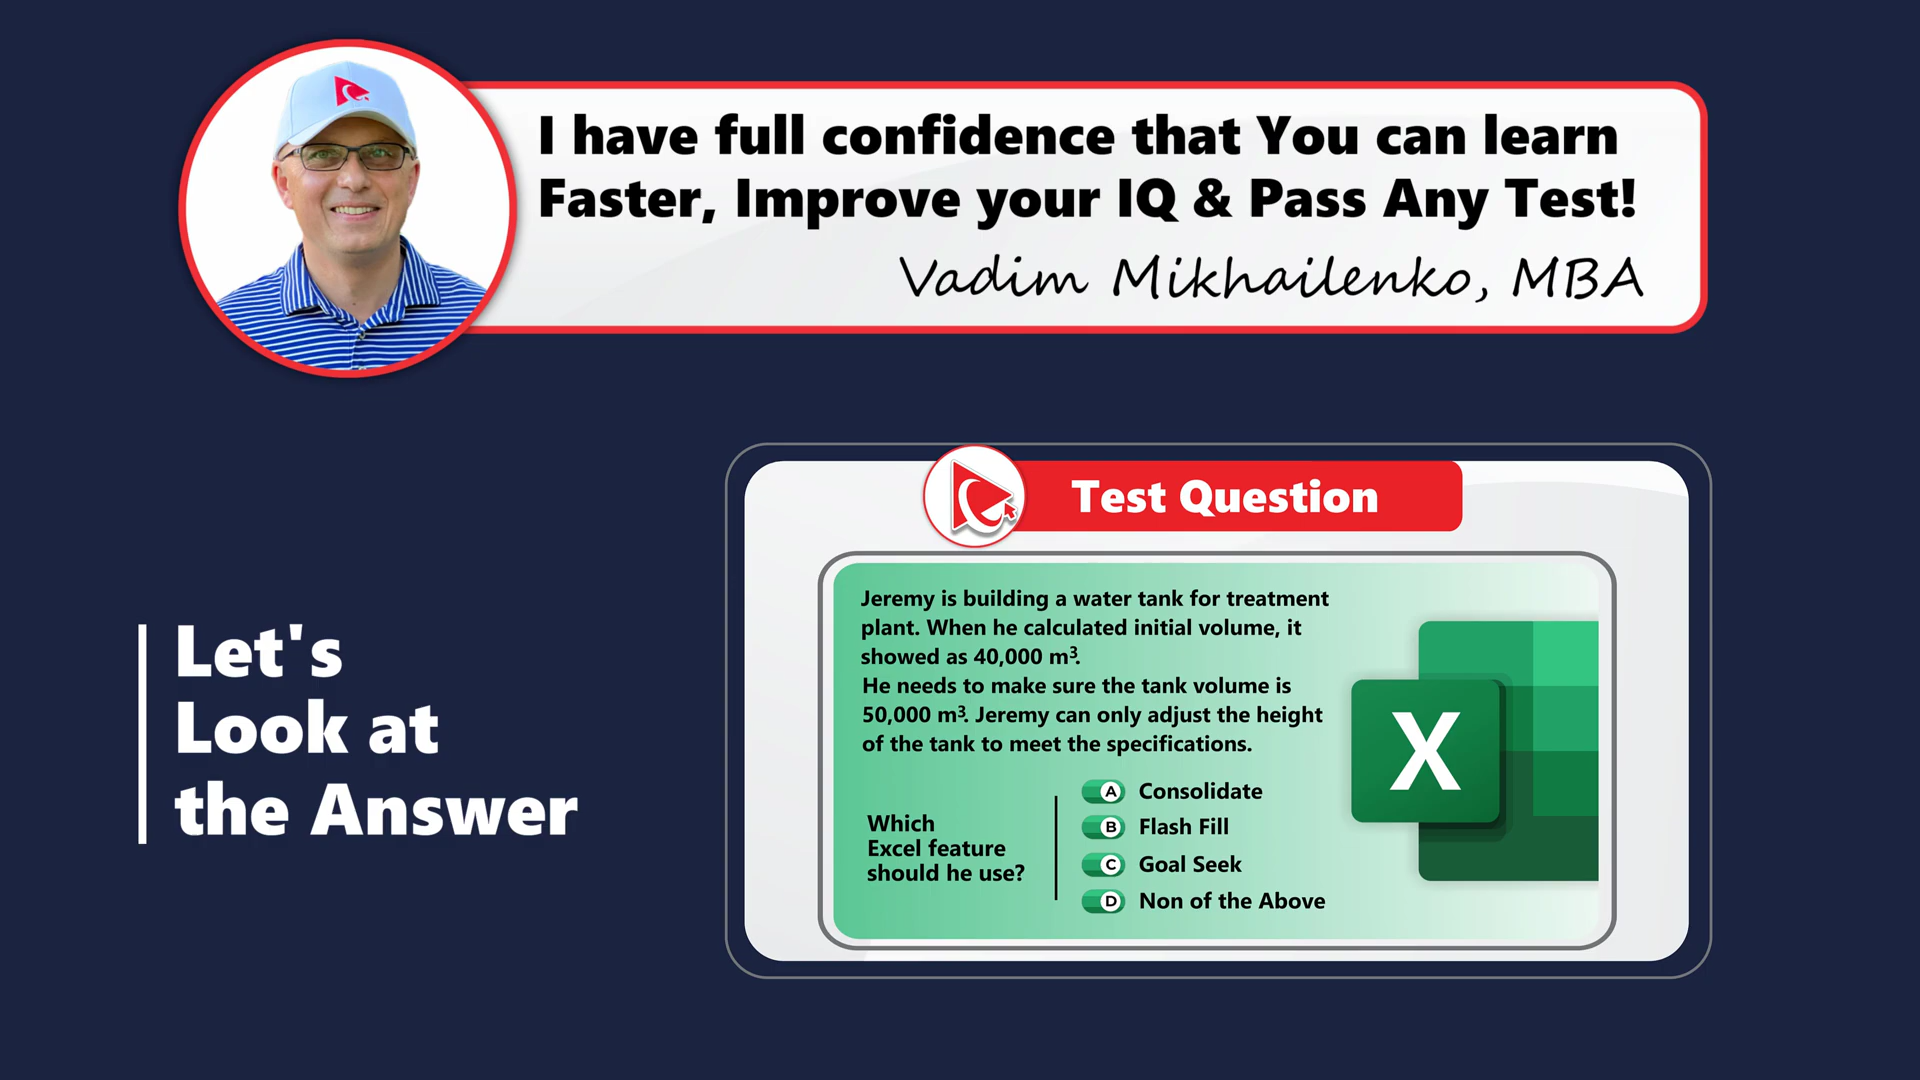 I have full confidence that You can learn
Faster, Improve your IQ & Pass Any Test!
Vadim Mikhailenko, MBA
Let's
Look at
the Answer
Test Question
Jeremy is building a water tank for treatment
plant. When he calculated initial volume, it
showed as 40,000 m³.
He needs to make sure the tank volume is
50,000 m³. Jeremy can only adjust the height
of the tank to meet the specifications.
Which
Excel feature
should he use?
A Consolidate
B Flash Fill
C Goal Seek
D Non of the Above
X